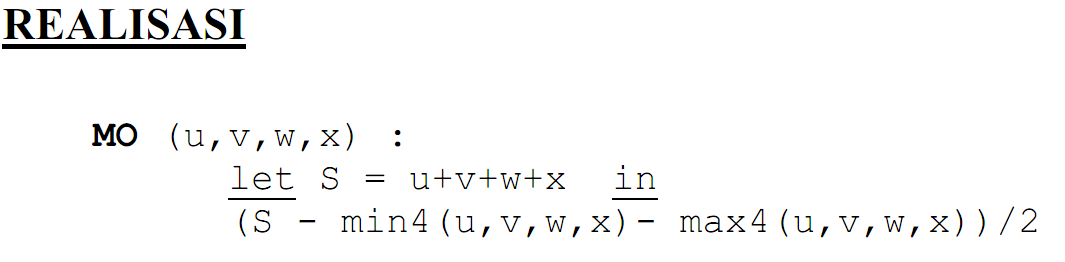 REALISASI
MO (u,v,w,x) :
let S = u+v+w+x in
(S - min4(u,v,w,x)- max4(u,v,w,x))/2